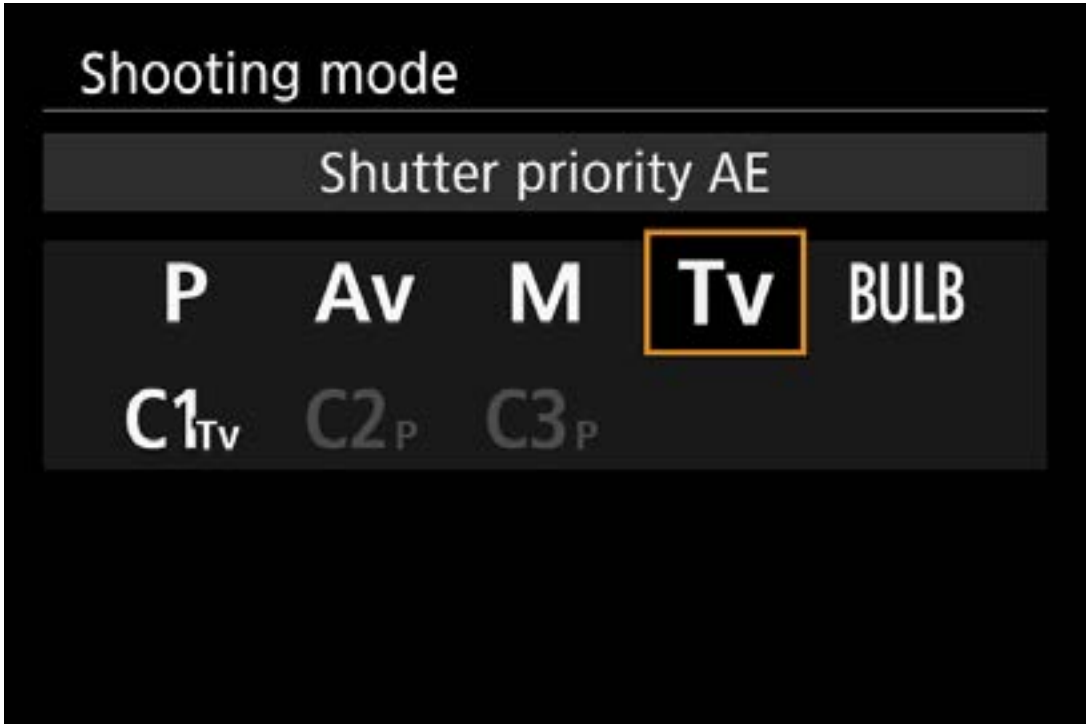 Shooting mode
Shutter priority AE
P Av M Tv BULB
C1Tv C2P C3P